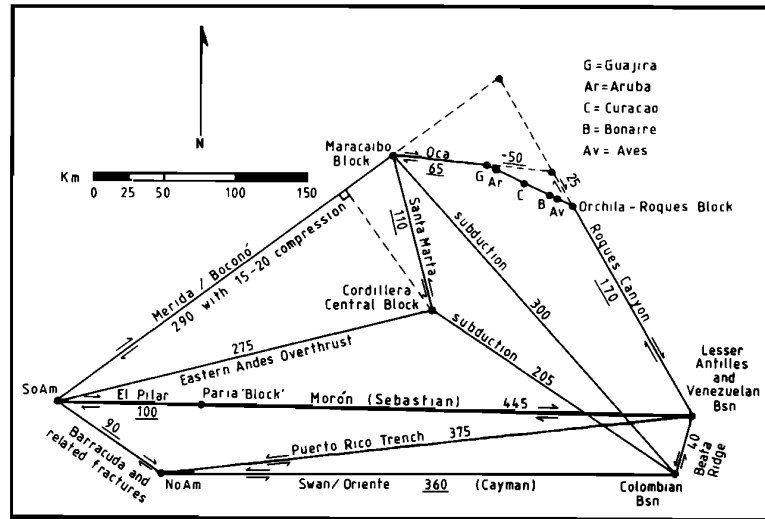 G = Guajira
Ar = Aruba
C = Curacao
B = Bonaire
Av = Aves
N
Km
0 25 50 100 150
Maracaibo
Block
Oca
65
-50
25
G
Ar
C
B
Av
Orchila-Roques Block
Merida / Boconó
290 with 15-20 compression
Santa Marta
110
subduction
300
Roques Canyon
170
Cordillera
Central Block
275
Eastern Andes Overthrust
subduction
205
Lesser
Antilles
and
Venezuelan
Bsn
SoAm
El Pilar
100
Paria 'Block'
Morón (Sebastian)
445
90
Barracuda and
related fractures
Puerto Rico Trench
375
40
Beata
Ridge
NoAm
Swan/Oriente 360 (Cayman)
Colombian
Bsn